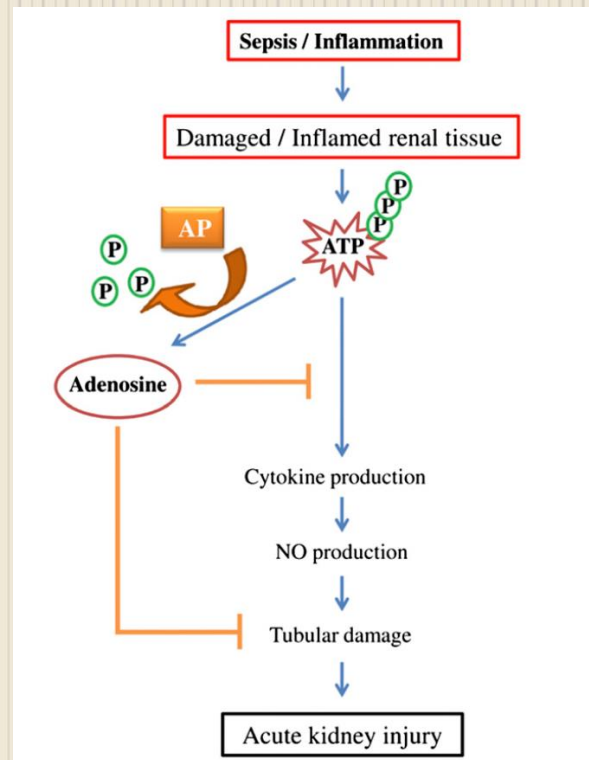 Sepsis / Inflammation
Damaged / Inflamed renal tissue
P
P
P
AP
ATP
P
P
P
Adenosine
Cytokine production
NO production
Tubular damage
Acute kidney injury